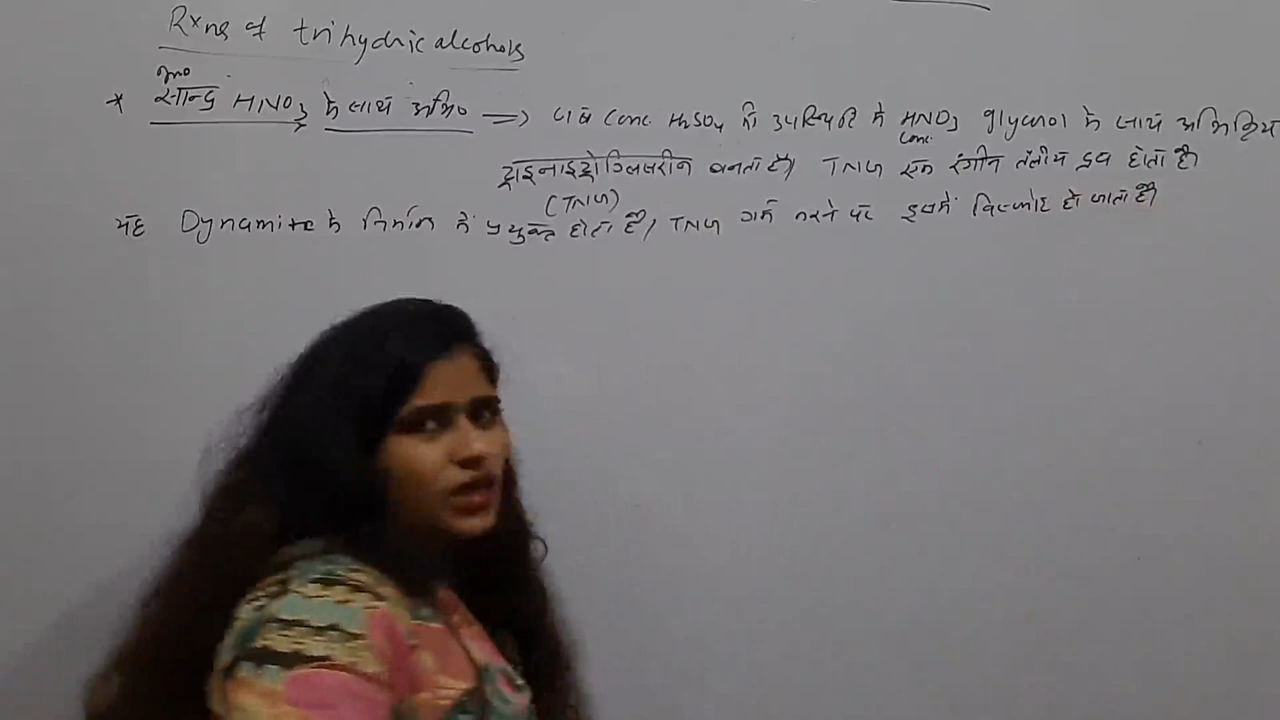 Rxns of trihydric alcohols
* सान्द्र HNO3 के साथ अभि० => जब Conc. H2SO4 की उपस्थिति में HNO3 glycerol के साथ अभिक्रिया
conc.
ट्राइनाइट्रोग्लिसरीन बनता है। TNG एक रंगीन तैलीय द्रव होता है
(TNG)
यह Dynamite के निर्माण में प्रयुक्त होता है, TNG गर्म करने पर इसमें विस्फोट हो जाता है।